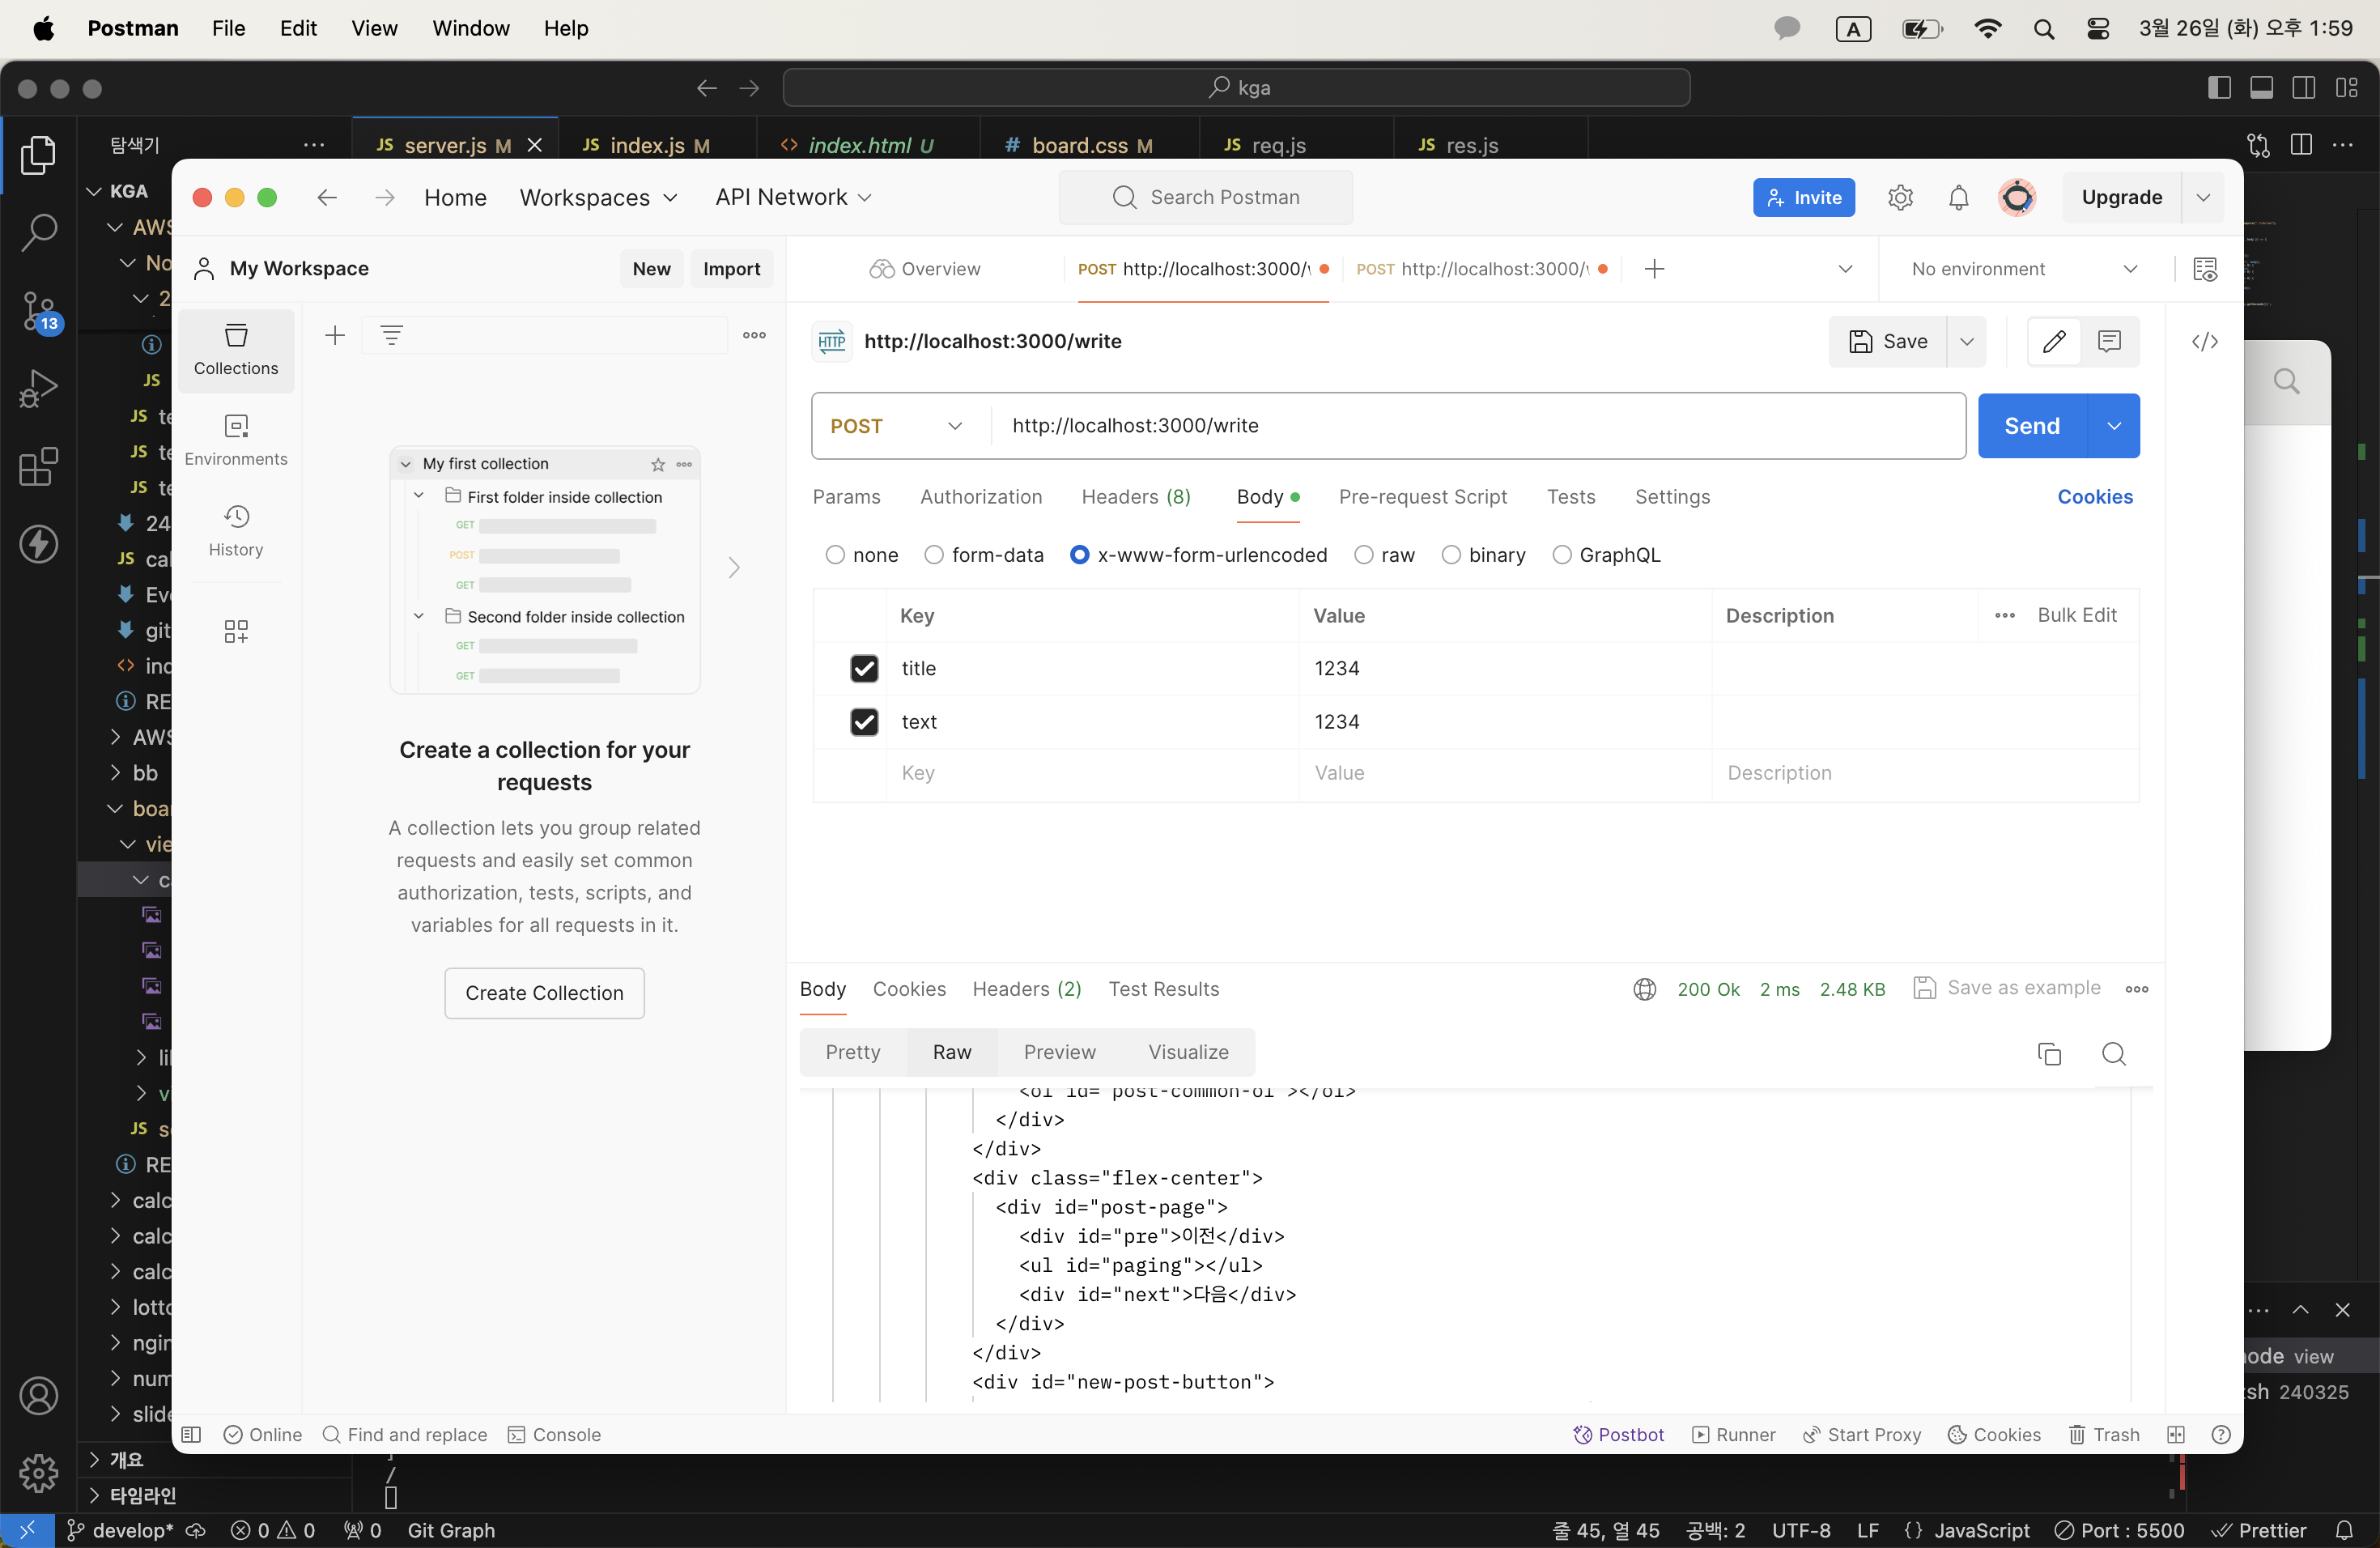 Postman File Edit View Window Help
A 3월 26일 (화) 오후 1:59
kga
탐색기
JS server.js M
JS index.js M
<> index.html U
# board.css M
JS req.js
JS res.js
KGA
Home Workspaces API Network
Search Postman
Invite
Upgrade
My Workspace
New
Import
Overview
POST http://localhost:3000/
POST http://localhost:3000/
No environment
13
Collections
Environments
History
My first collection
First folder inside collection
GET
POST
GET
Second folder inside collection
GET
GET
Create a collection for your
requests
A collection lets you group related
requests and easily set common
authorization, tests, scripts, and
variables for all requests in it.
Create Collection
HTTP http://localhost:3000/write
Save
</>
POST http://localhost:3000/write
Send
Params Authorization Headers (8) Body Pre-request Script Tests Settings Cookies
none form-data x-www-form-urlencoded raw binary GraphQL
Key Value Description Bulk Edit
title 1234
text 1234
Key Value Description
Body Cookies Headers (2) Test Results
200 Ok 2 ms 2.48 KB Save as example
Pretty Raw Preview Visualize
<ol id="post-common-ol"></ol>
</div>
</div>
<div class="flex-center">
<div id="post-page">
<div id="pre">이전</div>
<ul id="paging"></ul>
<div id="next">다음</div>
</div>
</div>
<div id="new-post-button">
Online Find and replace Console
Postbot Runner Start Proxy Cookies Trash
AWS
No
2
JS
JS te
JS te
JS te
24
JS cal
Eve
git
<> ind
RE
AWS
bb
boar
vie
c
li
v
JS s
RE
calc
calc
calc
lotto
ngin
num
slide
개요
타임라인
/
node view
zsh 240325
develop* 0 0 0 Git Graph
줄 45, 열 45 공백: 2 UTF-8 LF {} JavaScript Port : 5500 Prettier